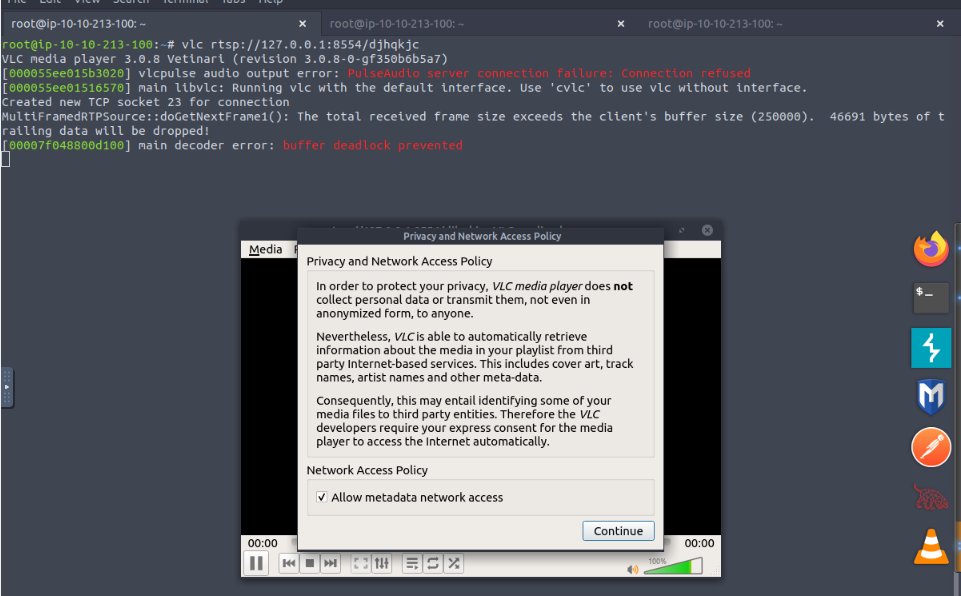 File Edit View Search Terminal Tabs Help
root@ip-10-10-213-100: ~ × root@ip-10-10-213-100: ~ × root@ip-10-10-213-100: ~ ×
root@ip-10-10-213-100:~# vlc rtsp://127.0.0.1:8554/djhqkjc
VLC media player 3.0.8 Vetinari (revision 3.0.8-0-gf350b6b5a7)
[000055ee015b3020] vlcpulse audio output error: PulseAudio server connection failure: Connection refused
[000055ee01516570] main libvlc: Running vlc with the default interface. Use 'cvlc' to use vlc without interface.
Created new TCP socket 23 for connection
MultiFramedRTPSource::doGetNextFrame1(): The total received frame size exceeds the client's buffer size (250000).  46691 bytes of t
railing data will be dropped!
[00007f048800d100] main decoder error: buffer deadlock prevented
Privacy and Network Access Policy
Media
Privacy and Network Access Policy
In order to protect your privacy, VLC media player does not
collect personal data or transmit them, not even in
anonymized form, to anyone.
Nevertheless, VLC is able to automatically retrieve
information about the media in your playlist from third
party Internet-based services. This includes cover art, track
names, artist names and other meta-data.
Consequently, this may entail identifying some of your
media files to third party entities. Therefore the VLC
developers require your express consent for the media
player to access the Internet automatically.
Network Access Policy
Allow metadata network access
Continue
00:00 00:00
100%